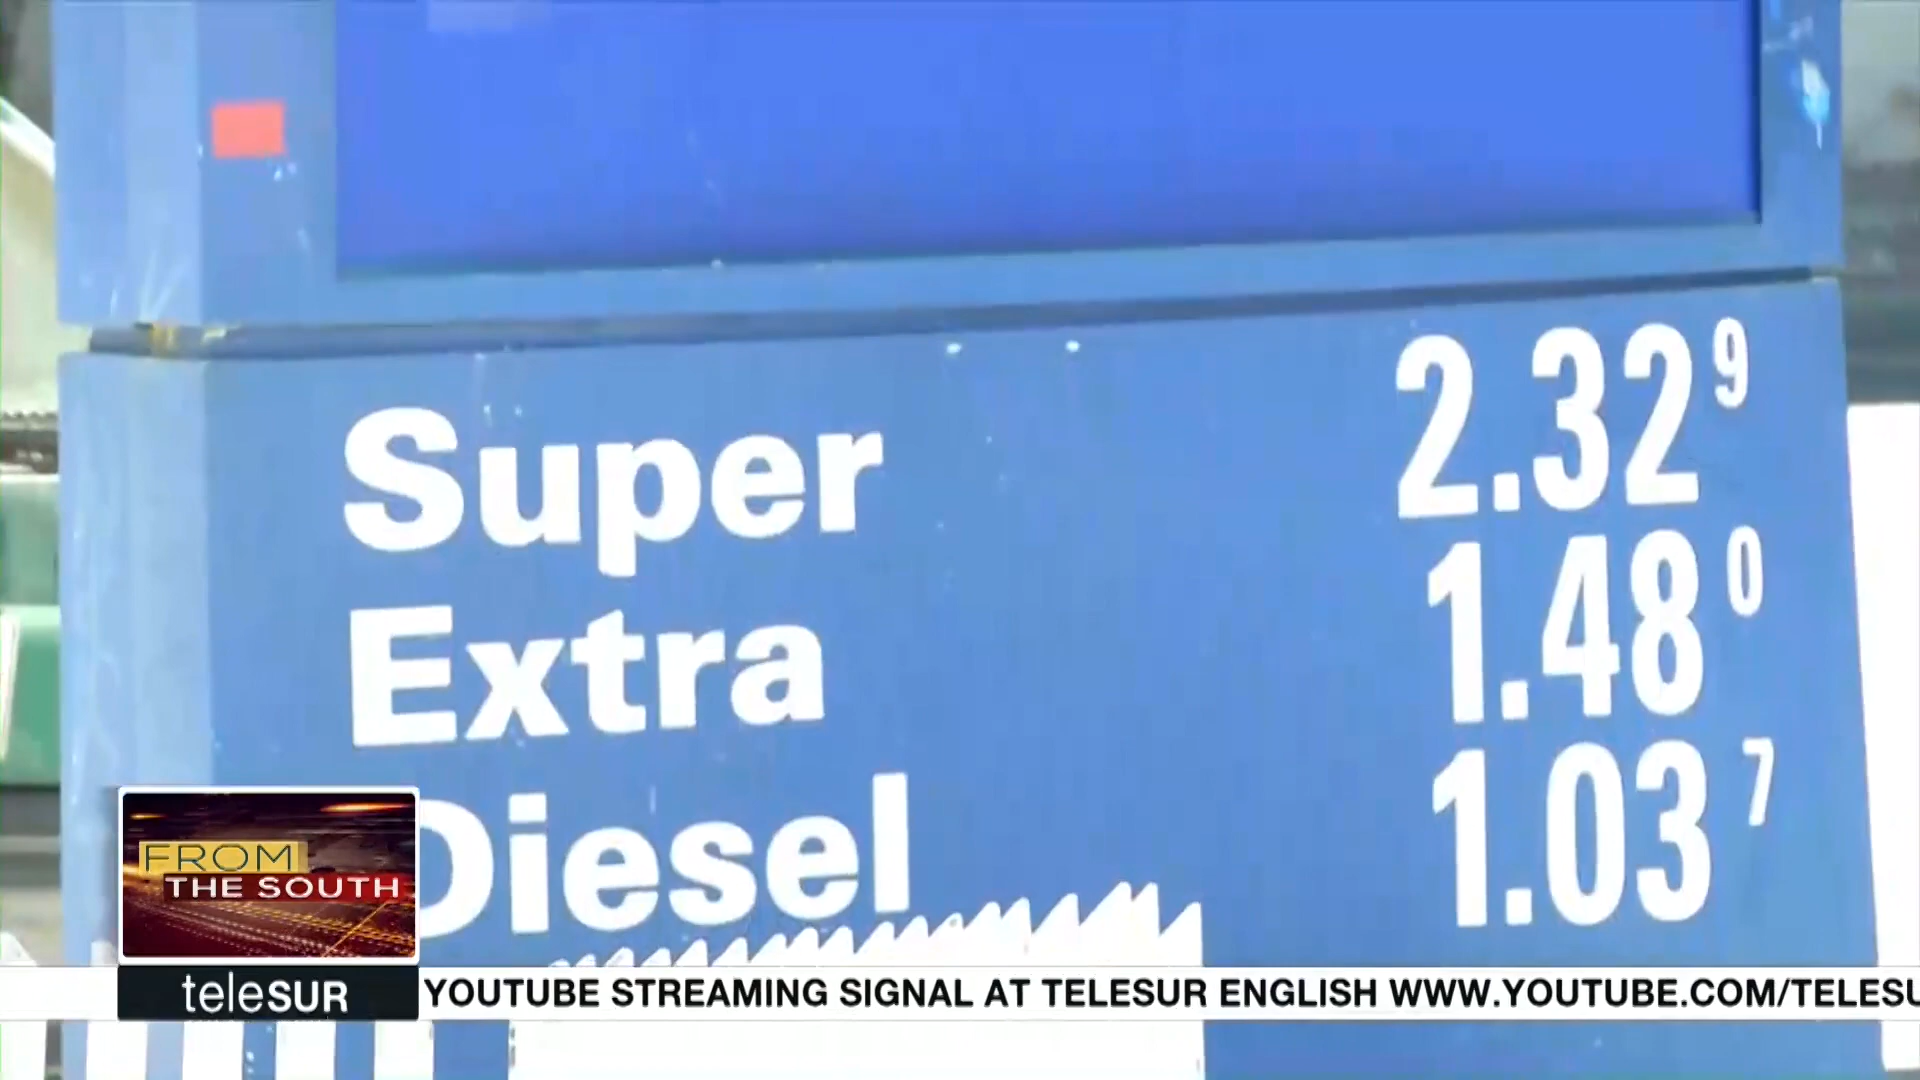 Super 2.32 9
Extra 1.48 0
Diesel 1.03 7
FROM
THE SOUTH
teleSUR
YOUTUBE STREAMING SIGNAL AT TELESUR ENGLISH WWW.YOUTUBE.COM/TELESU